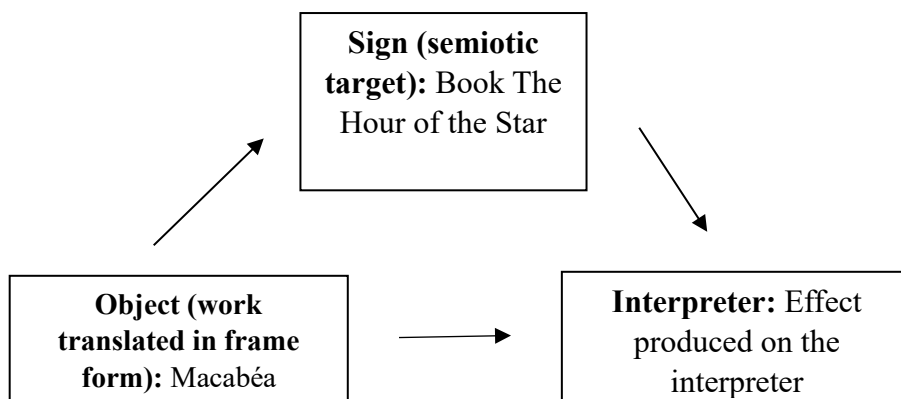 Sign (semiotic
target): Book The
Hour of the Star
Object (work
translated in frame
form): Macabéa
Interpreter: Effect
produced on the
interpreter